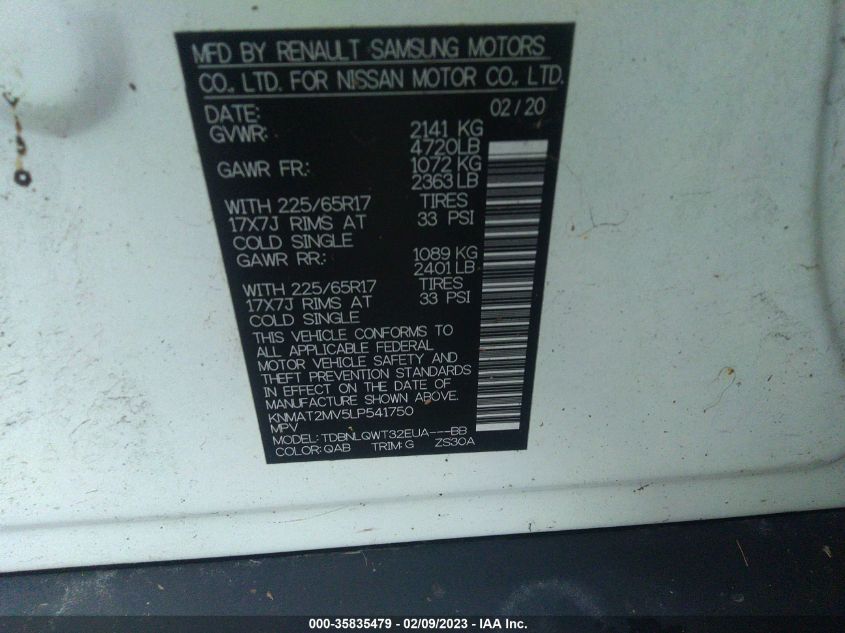 MFD BY RENAULT SAMSUNG MOTORS
CO., LTD. FOR NISSAN MOTOR CO., LTD.
DATE: 02/20
GVWR: 2141 KG
4720LB
GAWR FR.: 1072 KG
2363 LB
WITH 225/65R17 TIRES
17X7J RIMS AT 33 PSI
COLD SINGLE
GAWR RR.: 1089 KG
2401 LB
WITH 225/65R17 TIRES
17X7J RIMS AT 33 PSI
COLD SINGLE
THIS VEHICLE CONFORMS TO
ALL APPLICABLE FEDERAL
MOTOR VEHICLE SAFETY AND
THEFT PREVENTION STANDARDS
IN EFFECT ON THE DATE OF
MANUFACTURE SHOWN ABOVE.
KNMAT2MV5LP541750
MPV
MODEL: TDBNLQWT32EUA---BB
COLOR: QAB TRIM: G ZS30A
000-35835479 - 02/09/2023 - IAA Inc.